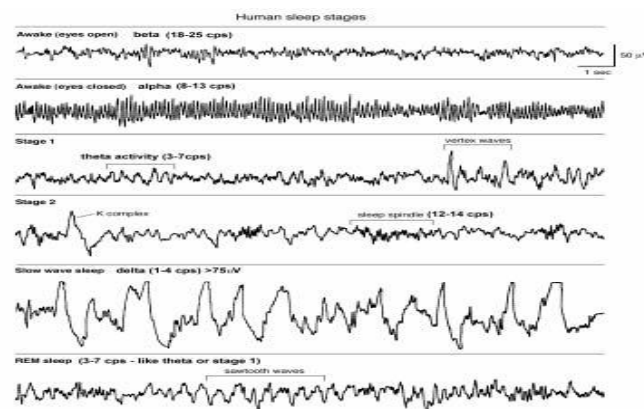 Human sleep stages
Awake (eyes open) beta (18-25 cps)
50 µV
1 sec
Awake (eyes closed) alpha (8-13 cps)
Stage 1
vertex waves
theta activity (3-7cps)
Stage 2
K complex
sleep spindle (12-14 cps)
Slow wave sleep delta (1-4 cps) >75µV
REM sleep (3-7 cps - like theta or stage 1)
sawtooth waves